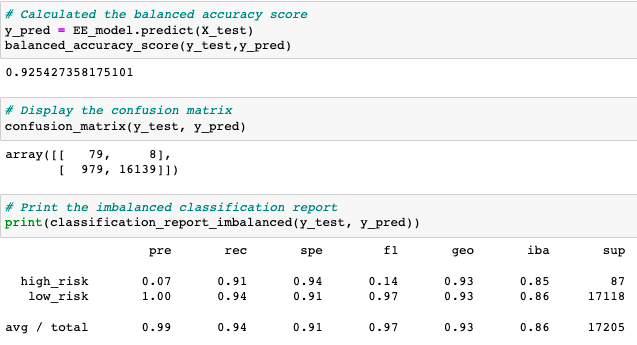 # Calculated the balanced accuracy score
y_pred = EE_model.predict(X_test)
balanced_accuracy_score(y_test,y_pred)
0.925427358175101
# Display the confusion matrix
confusion_matrix(y_test, y_pred)
array([[   79,     8],
       [  979, 16139]])
# Print the imbalanced classification report
print(classification_report_imbalanced(y_test, y_pred))
pre rec spe f1 geo iba sup
high_risk 0.07 0.91 0.94 0.14 0.93 0.85 87
low_risk 1.00 0.94 0.91 0.97 0.93 0.86 17118
avg / total 0.99 0.94 0.91 0.97 0.93 0.86 17205